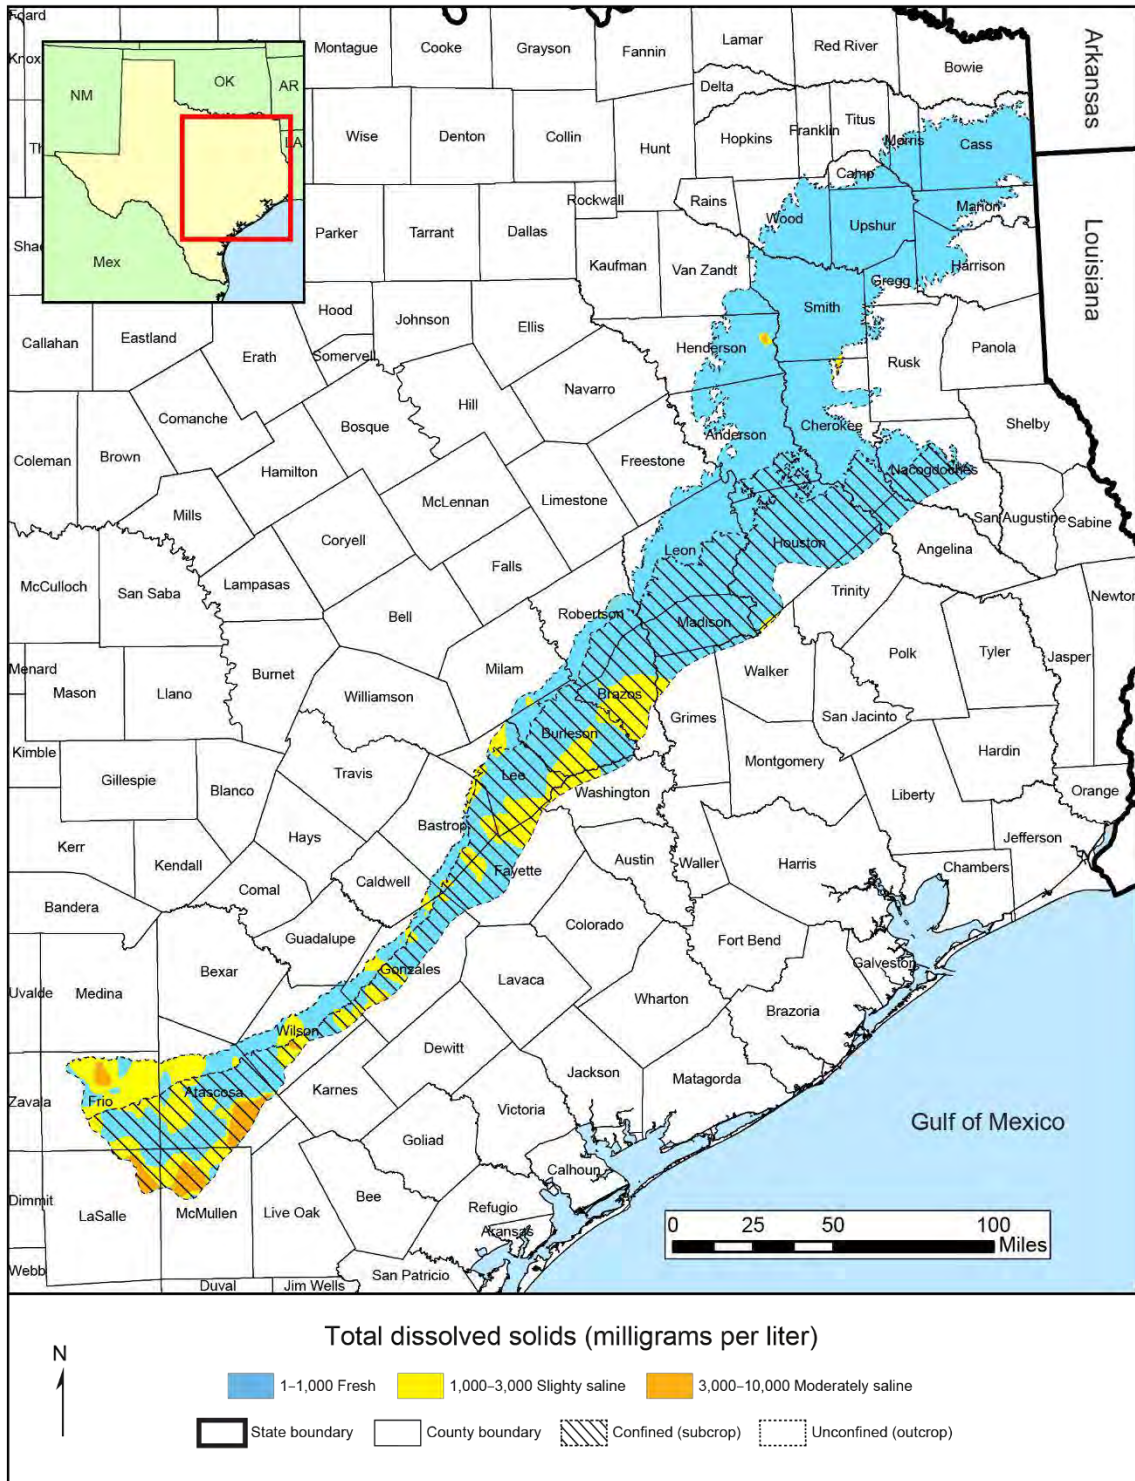 Foard
Knox
Montague
Cooke
Grayson
Fannin
Lamar
Red River
Bowie
Arkansas
NM
OK
AR
LA
Mex
Delta
Titus
Franklin
Morris
Cass
Wise
Denton
Collin
Hunt
Hopkins
Camp
Rockwall
Rains
Wood
Upshur
Marion
Louisiana
Parker
Tarrant
Dallas
Kaufman
Van Zandt
Gregg
Harrison
Smith
Hood
Johnson
Ellis
Callahan
Eastland
Erath
Somervell
Henderson
Rusk
Panola
Navarro
Hill
Comanche
Bosque
Anderson
Cherokee
Shelby
Coleman
Brown
Hamilton
Freestone
Nacogdoches
McLennan
Limestone
Mills
Coryell
San Augustine
Sabine
Leon
Houston
Angelina
McCulloch
San Saba
Lampasas
Falls
Bell
Robertson
Trinity
Newton
Madison
Menard
Mason
Llano
Burnet
Milam
Williamson
Walker
Polk
Tyler
Jasper
Brazos
Grimes
San Jacinto
Burleson
Kimble
Gillespie
Blanco
Travis
Lee
Washington
Montgomery
Hardin
Liberty
Orange
Bastrop
Kerr
Kendall
Hays
Fayette
Austin
Waller
Harris
Jefferson
Chambers
Comal
Caldwell
Bandera
Guadalupe
Colorado
Fort Bend
Galveston
Uvalde
Medina
Bexar
Gonzales
Lavaca
Wharton
Brazoria
Wilson
Dewitt
Zavala
Frio
Atascosa
Karnes
Jackson
Matagorda
Victoria
Goliad
Gulf of Mexico
Calhoun
Dimmit
LaSalle
McMullen
Live Oak
Bee
Refugio
Aransas
Webb
Duval
Jim Wells
San Patricio
0 25 50 100
Miles
Total dissolved solids (milligrams per liter)
N
1–1,000 Fresh
1,000–3,000 Slighty saline
3,000–10,000 Moderately saline
State boundary
County boundary
Confined (subcrop)
Unconfined (outcrop)